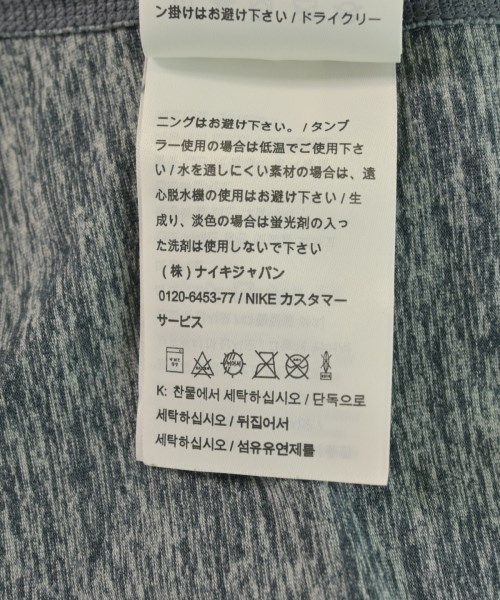 ン掛けはお避け下さい / ドライクリー
ニングはお避け下さい。/ タンブ
ラー使用の場合は低温でご使用下さ
い / 水を通しにくい素材の場合は、遠
心脱水機の使用はお避け下さい / 生
成り、淡色の場合は蛍光剤の入っ
た洗剤は使用しないで下さい
(株) ナイキジャパン
0120-6453-77 / NIKE カスタマー
サービス
K: 찬물에서 세탁하십시오 / 단독으로
세탁하십시오 / 뒤집어서
세탁하십시오 / 섬유유연제를